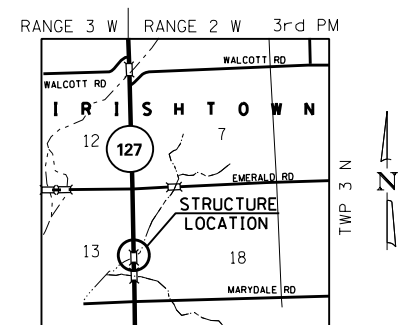 RANGE 3 W RANGE 2 W 3rd PM
WALCOTT RD
WALCOTT RD
IRISHTOWN
12
7
127
EMERALD RD
TWP 3 N
N
STRUCTURE
LOCATION
13
18
MARYDALE RD